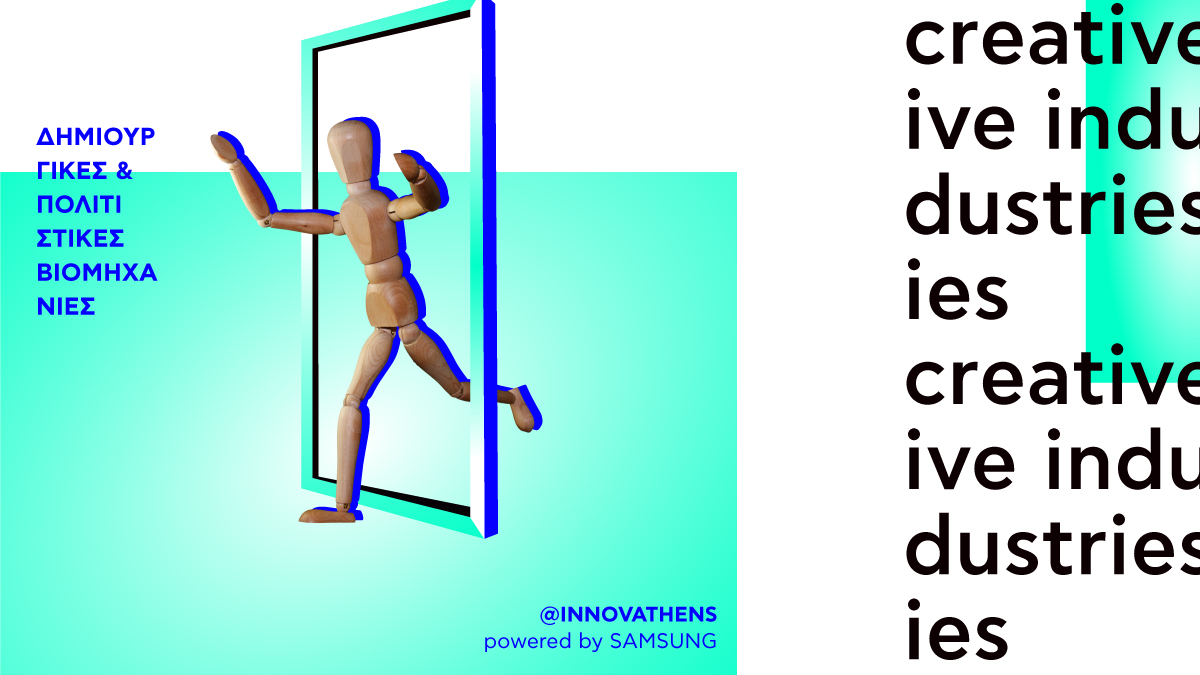 ΔΗΜΙΟΥΡ
ΓΙΚΕΣ &
ΠΟΛΙΤΙ
ΣΤΙΚΕΣ
ΒΙΟΜΗΧΑ
ΝΙΕΣ
@INNOVATHENS
powered by SAMSUNG
creative
ive indu
dustries
ies
creative
ive indu
dustries
ies